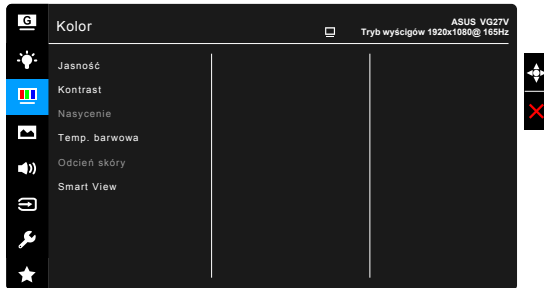 G
Kolor
ASUS VG27V
Tryb wyścigów 1920x1080@ 165Hz
Jasność
Kontrast
Nasycenie
Temp. barwowa
Odcień skóry
Smart View